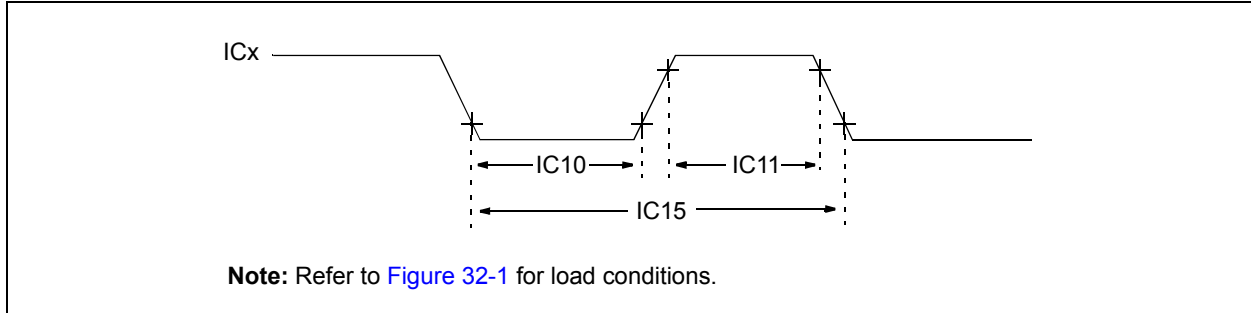 ICx
IC10
IC11
IC15
Note: Refer to Figure 32-1 for load conditions.